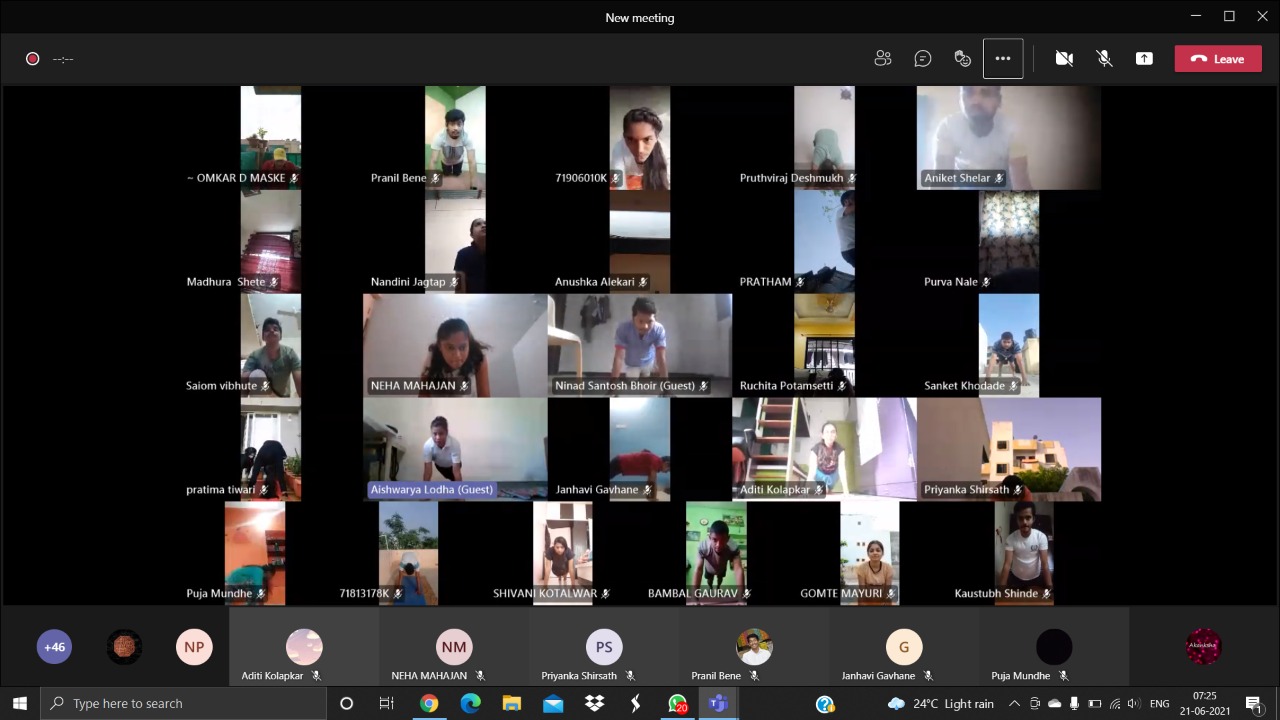 New meeting
--:--
Leave
~ OMKAR D MASKE
Pranil Bene
71906010K
Pruthviraj Deshmukh
Aniket Shelar
Madhura Shete
Nandini Jagtap
Anushka Alekari
PRATHAM
Purva Nale
Saiom vibhute
NEHA MAHAJAN
Ninad Santosh Bhoir (Guest)
Ruchita Potamsetti
Sanket Khodade
pratima tiwari
Aishwarya Lodha (Guest)
Janhavi Gavhane
Aditi Kolapkar
Priyanka Shirsath
Puja Mundhe
71813178K
SHIVANI KOTALWAR
BAMBAL GAURAV
GOMTE MAYURI
Kaustubh Shinde
+46
NP
NM
PS
G
Aditi Kolapkar
NEHA MAHAJAN
Priyanka Shirsath
Pranil Bene
Janhavi Gavhane
Puja Mundhe
Type here to search
20
24°C Light rain
ENG
07:25
21-06-2021
1